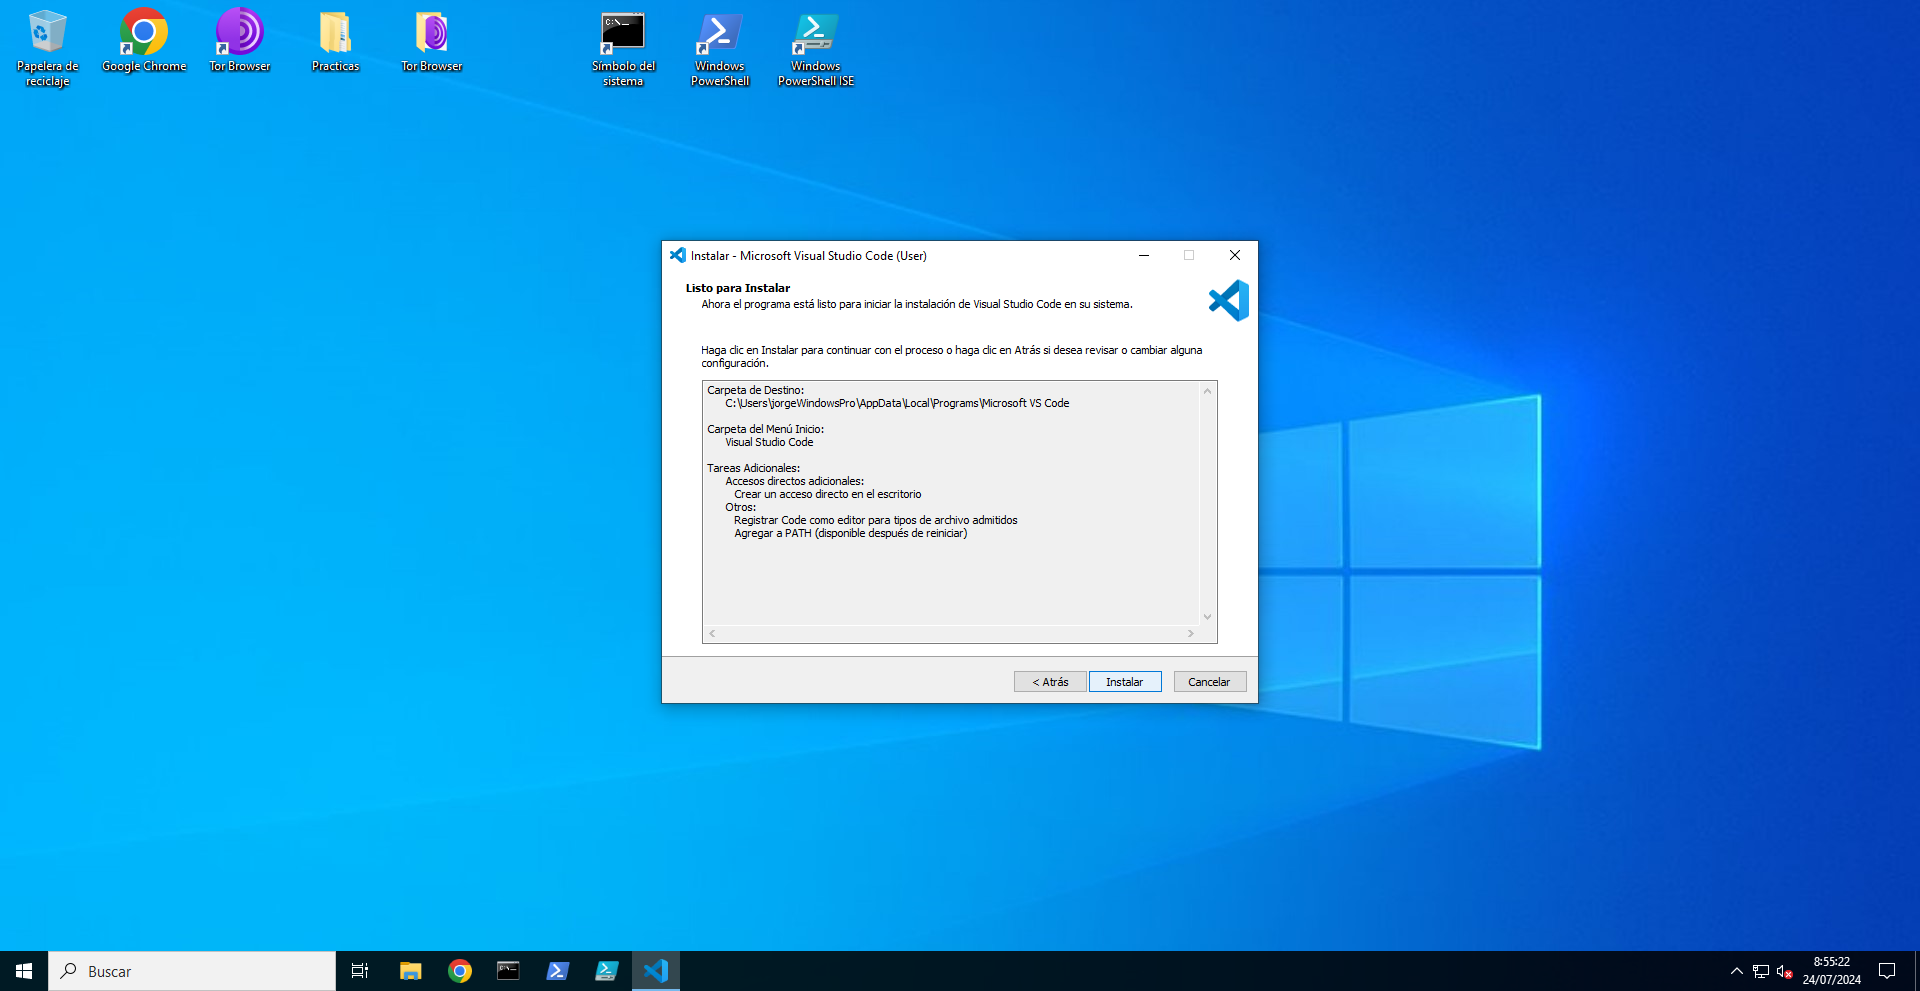 Papelera de
reciclaje
Google Chrome
Tor Browser
Practicas
Tor Browser
C:\_
Símbolo del
sistema
Windows
PowerShell
Windows
PowerShell ISE
Instalar - Microsoft Visual Studio Code (User)
Listo para Instalar
Ahora el programa está listo para iniciar la instalación de Visual Studio Code en su sistema.
Haga clic en Instalar para continuar con el proceso o haga clic en Atrás si desea revisar o cambiar alguna
configuración.
Carpeta de Destino:
C:\Users\jorgeWindowsPro\AppData\Local\Programs\Microsoft VS Code
Carpeta del Menú Inicio:
Visual Studio Code
Tareas Adicionales:
Accesos directos adicionales:
Crear un acceso directo en el escritorio
Otros:
Registrar Code como editor para tipos de archivo admitidos
Agregar a PATH (disponible después de reiniciar)
< Atrás
Instalar
Cancelar
Buscar
8:55:22
24/07/2024